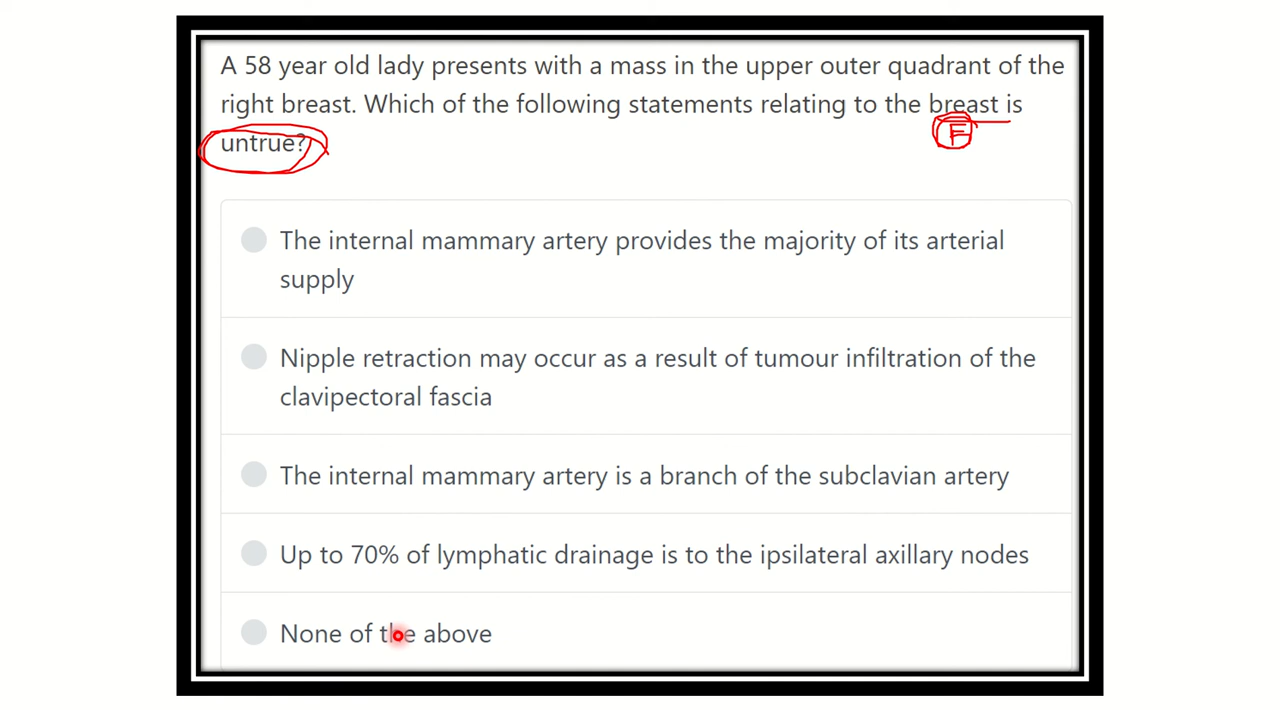 A 58 year old lady presents with a mass in the upper outer quadrant of the
right breast. Which of the following statements relating to the breast is
F
untrue?
The internal mammary artery provides the majority of its arterial
supply
Nipple retraction may occur as a result of tumour infiltration of the
clavipectoral fascia
The internal mammary artery is a branch of the subclavian artery
Up to 70% of lymphatic drainage is to the ipsilateral axillary nodes
None of the above